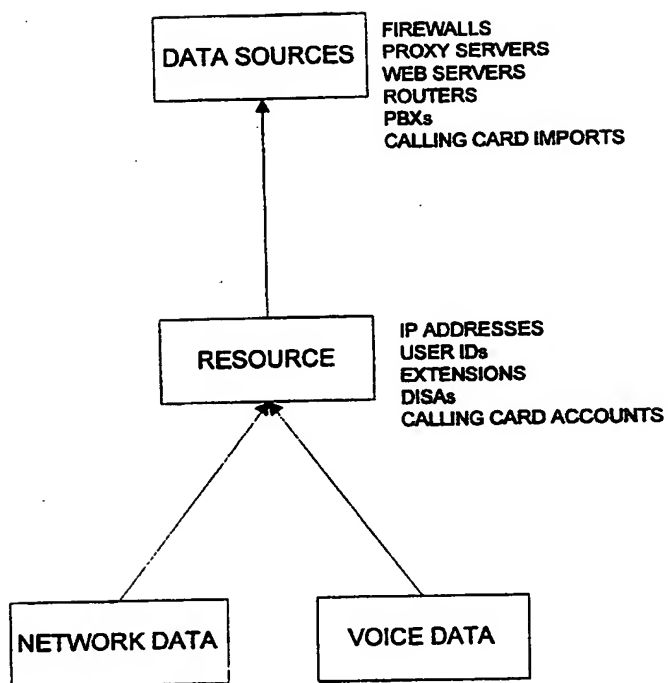 DATA SOURCES
FIREWALLS
PROXY SERVERS
WEB SERVERS
ROUTERS
PBXs
CALLING CARD IMPORTS
RESOURCE
IP ADDRESSES
USER IDs
EXTENSIONS
DISAs
CALLING CARD ACCOUNTS
NETWORK DATA
VOICE DATA